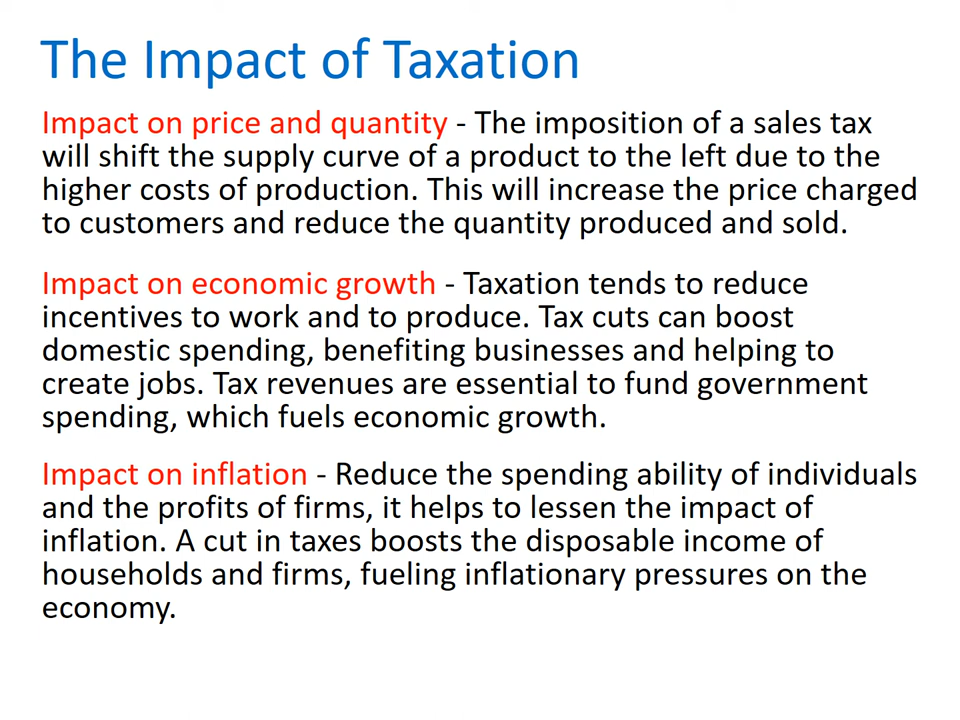 The Impact of Taxation
Impact on price and quantity - The imposition of a sales tax
will shift the supply curve of a product to the left due to the
higher costs of production. This will increase the price charged
to customers and reduce the quantity produced and sold.
Impact on economic growth - Taxation tends to reduce
incentives to work and to produce. Tax cuts can boost
domestic spending, benefiting businesses and helping to
create jobs. Tax revenues are essential to fund government
spending, which fuels economic growth.
Impact on inflation - Reduce the spending ability of individuals
and the profits of firms, it helps to lessen the impact of
inflation. A cut in taxes boosts the disposable income of
households and firms, fueling inflationary pressures on the
economy.